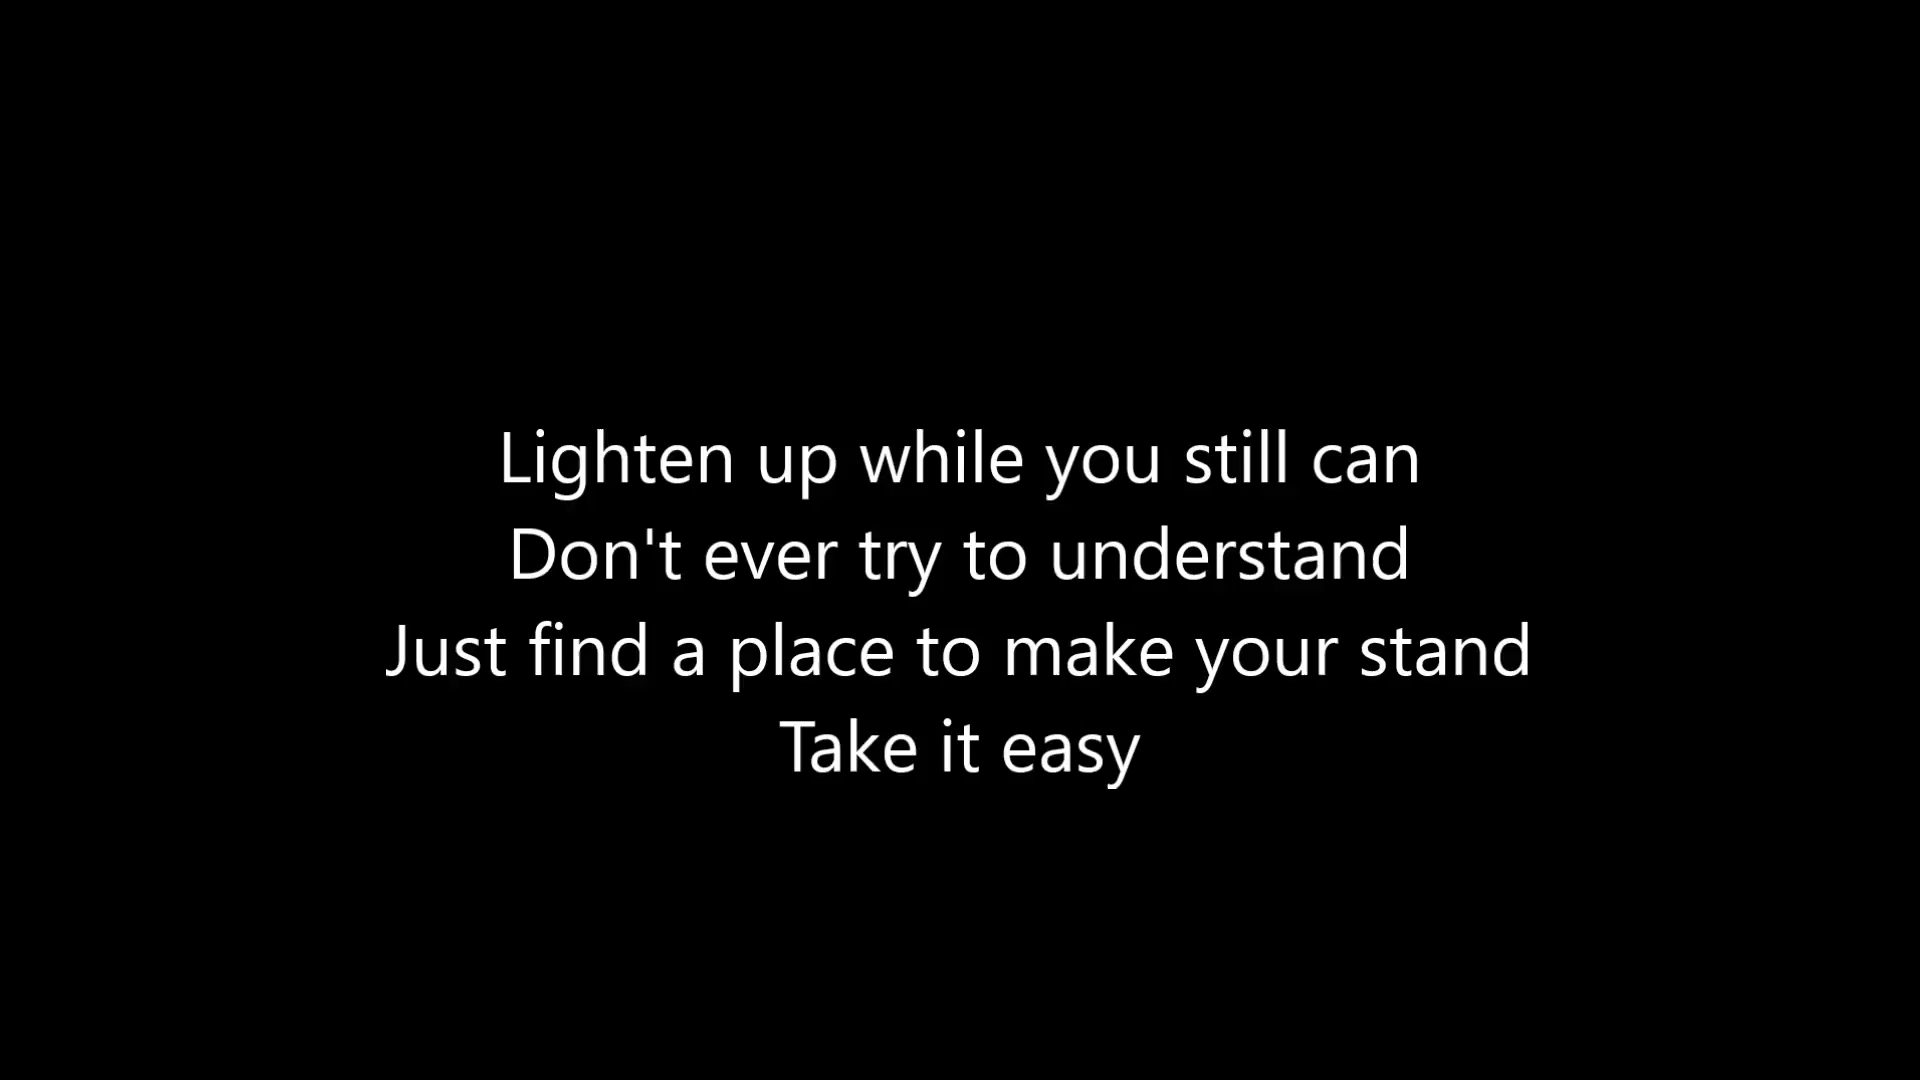 Lighten up while you still can
Don't ever try to understand
Just find a place to make your stand
Take it easy